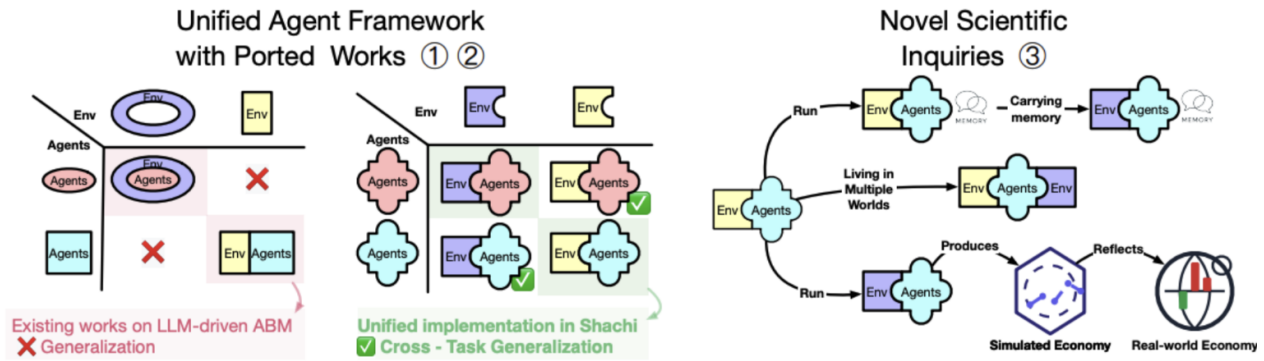 Unified Agent Framework
with Ported Works ① ②
Env
Agents
Env
Env
Agents
Env
Agents
Agents
Env Agents
Existing works on LLM-driven ABM
❌ Generalization
Env
Agents
Env
Env
Agents
Env Agents
Env Agents
Agents
Env Agents
Env Agents
Unified implementation in Shachi
✅ Cross - Task Generalization
Novel Scientific
Inquiries ③
Env Agents
Run
Env Agents
MEMORY
Carrying
memory
Env Agents
MEMORY
Living in
Multiple
Worlds
Env Agents Env
Run
Env Agents
Produces
Simulated Economy
Reflects
Real-world Economy